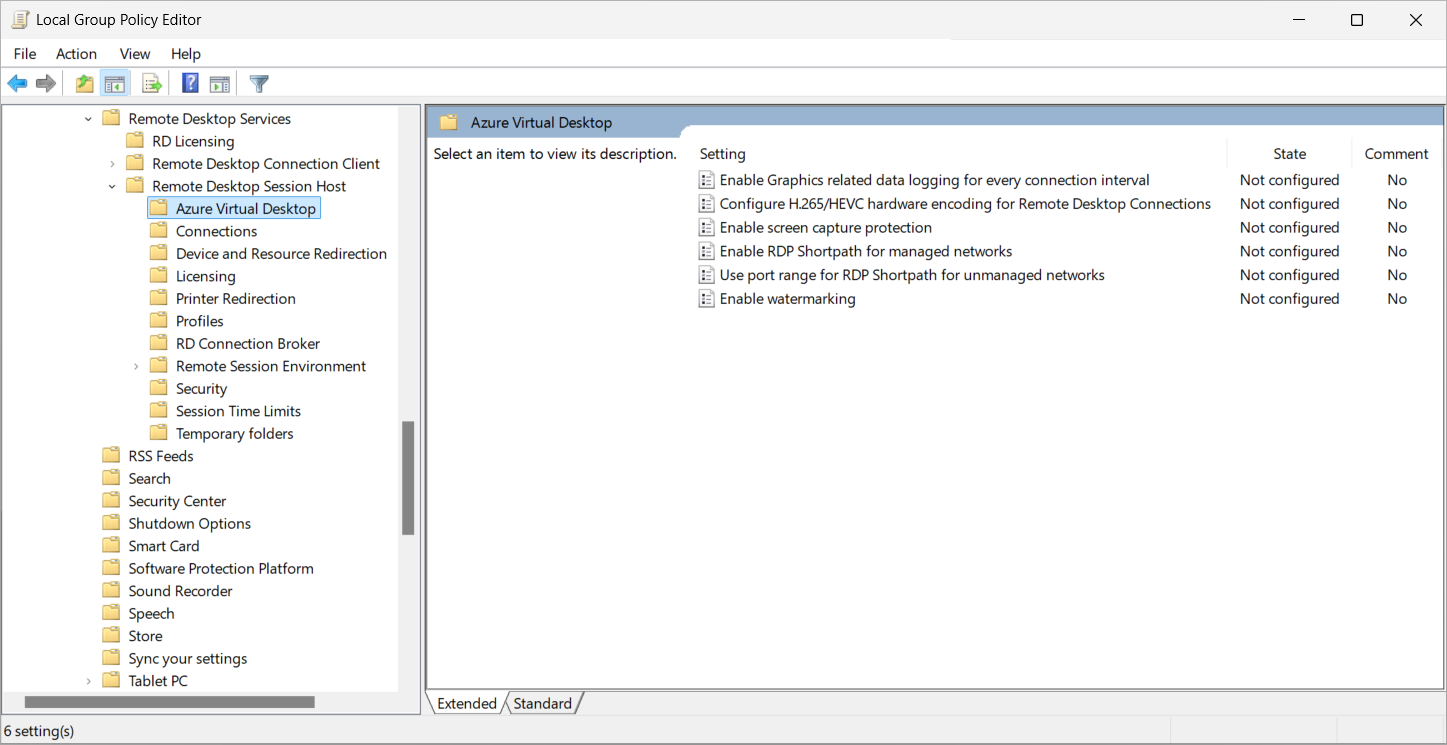 Local Group Policy Editor
File Action View Help
Remote Desktop Services
RD Licensing
Remote Desktop Connection Client
Remote Desktop Session Host
Azure Virtual Desktop
Connections
Device and Resource Redirection
Licensing
Printer Redirection
Profiles
RD Connection Broker
Remote Session Environment
Security
Session Time Limits
Temporary folders
RSS Feeds
Search
Security Center
Shutdown Options
Smart Card
Software Protection Platform
Sound Recorder
Speech
Store
Sync your settings
Tablet PC
Azure Virtual Desktop
Select an item to view its description.
Setting State Comment
Enable Graphics related data logging for every connection interval Not configured No
Configure H.265/HEVC hardware encoding for Remote Desktop Connections Not configured No
Enable screen capture protection Not configured No
Enable RDP Shortpath for managed networks Not configured No
Use port range for RDP Shortpath for unmanaged networks Not configured No
Enable watermarking Not configured No
Extended Standard
6 setting(s)